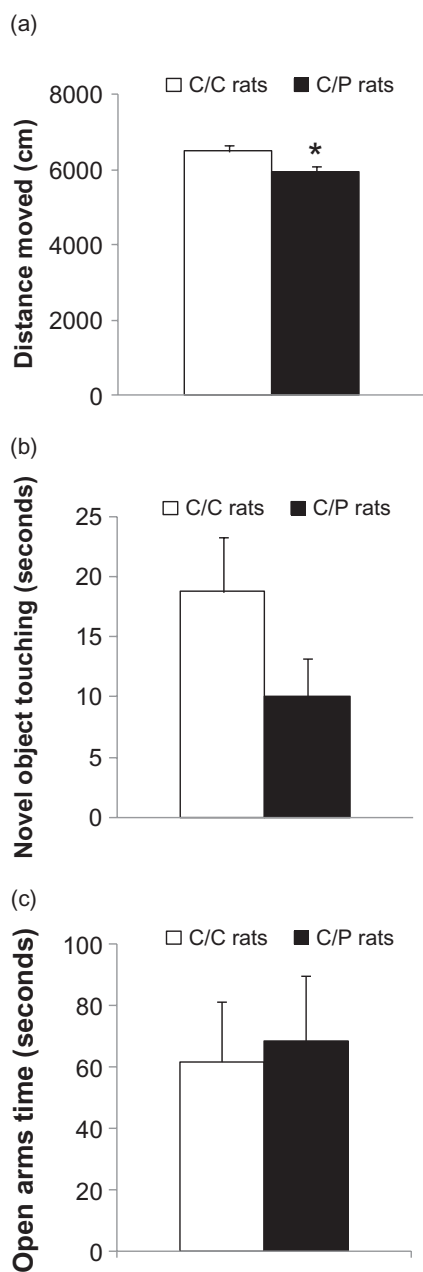 (a)
C/C rats C/P rats
Distance moved (cm)
8000
6000
4000
2000
0
*
(b)
C/C rats C/P rats
Novel object touching (seconds)
25
20
15
10
5
0
(c)
C/C rats C/P rats
Open arms time (seconds)
100
80
60
40
20
0